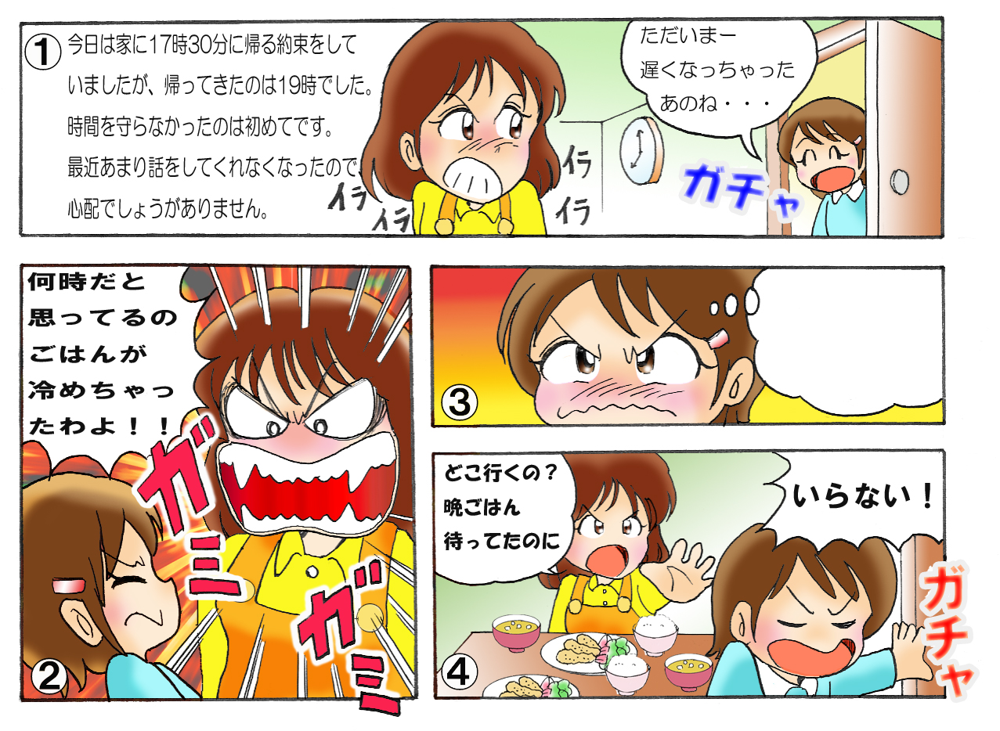 ①
今日は家に17時30分に帰る約束をして
いましたが、帰ってきたのは19時でした。
時間を守らなかったのは初めてです。
最近あまり話をしてくれなくなったので、
心配でしょうがありません。
イラ
イラ
イラ
イラ
ただいまー
遅くなっちゃった
あのね・・・
ガチャ
何時だと
思ってるの
ごはんが
冷めちゃっ
たわよ！！
ガミ
ガミ
②
③
どこ行くの？
晩ごはん
待ってたのに
いらない！
ガチャ
④